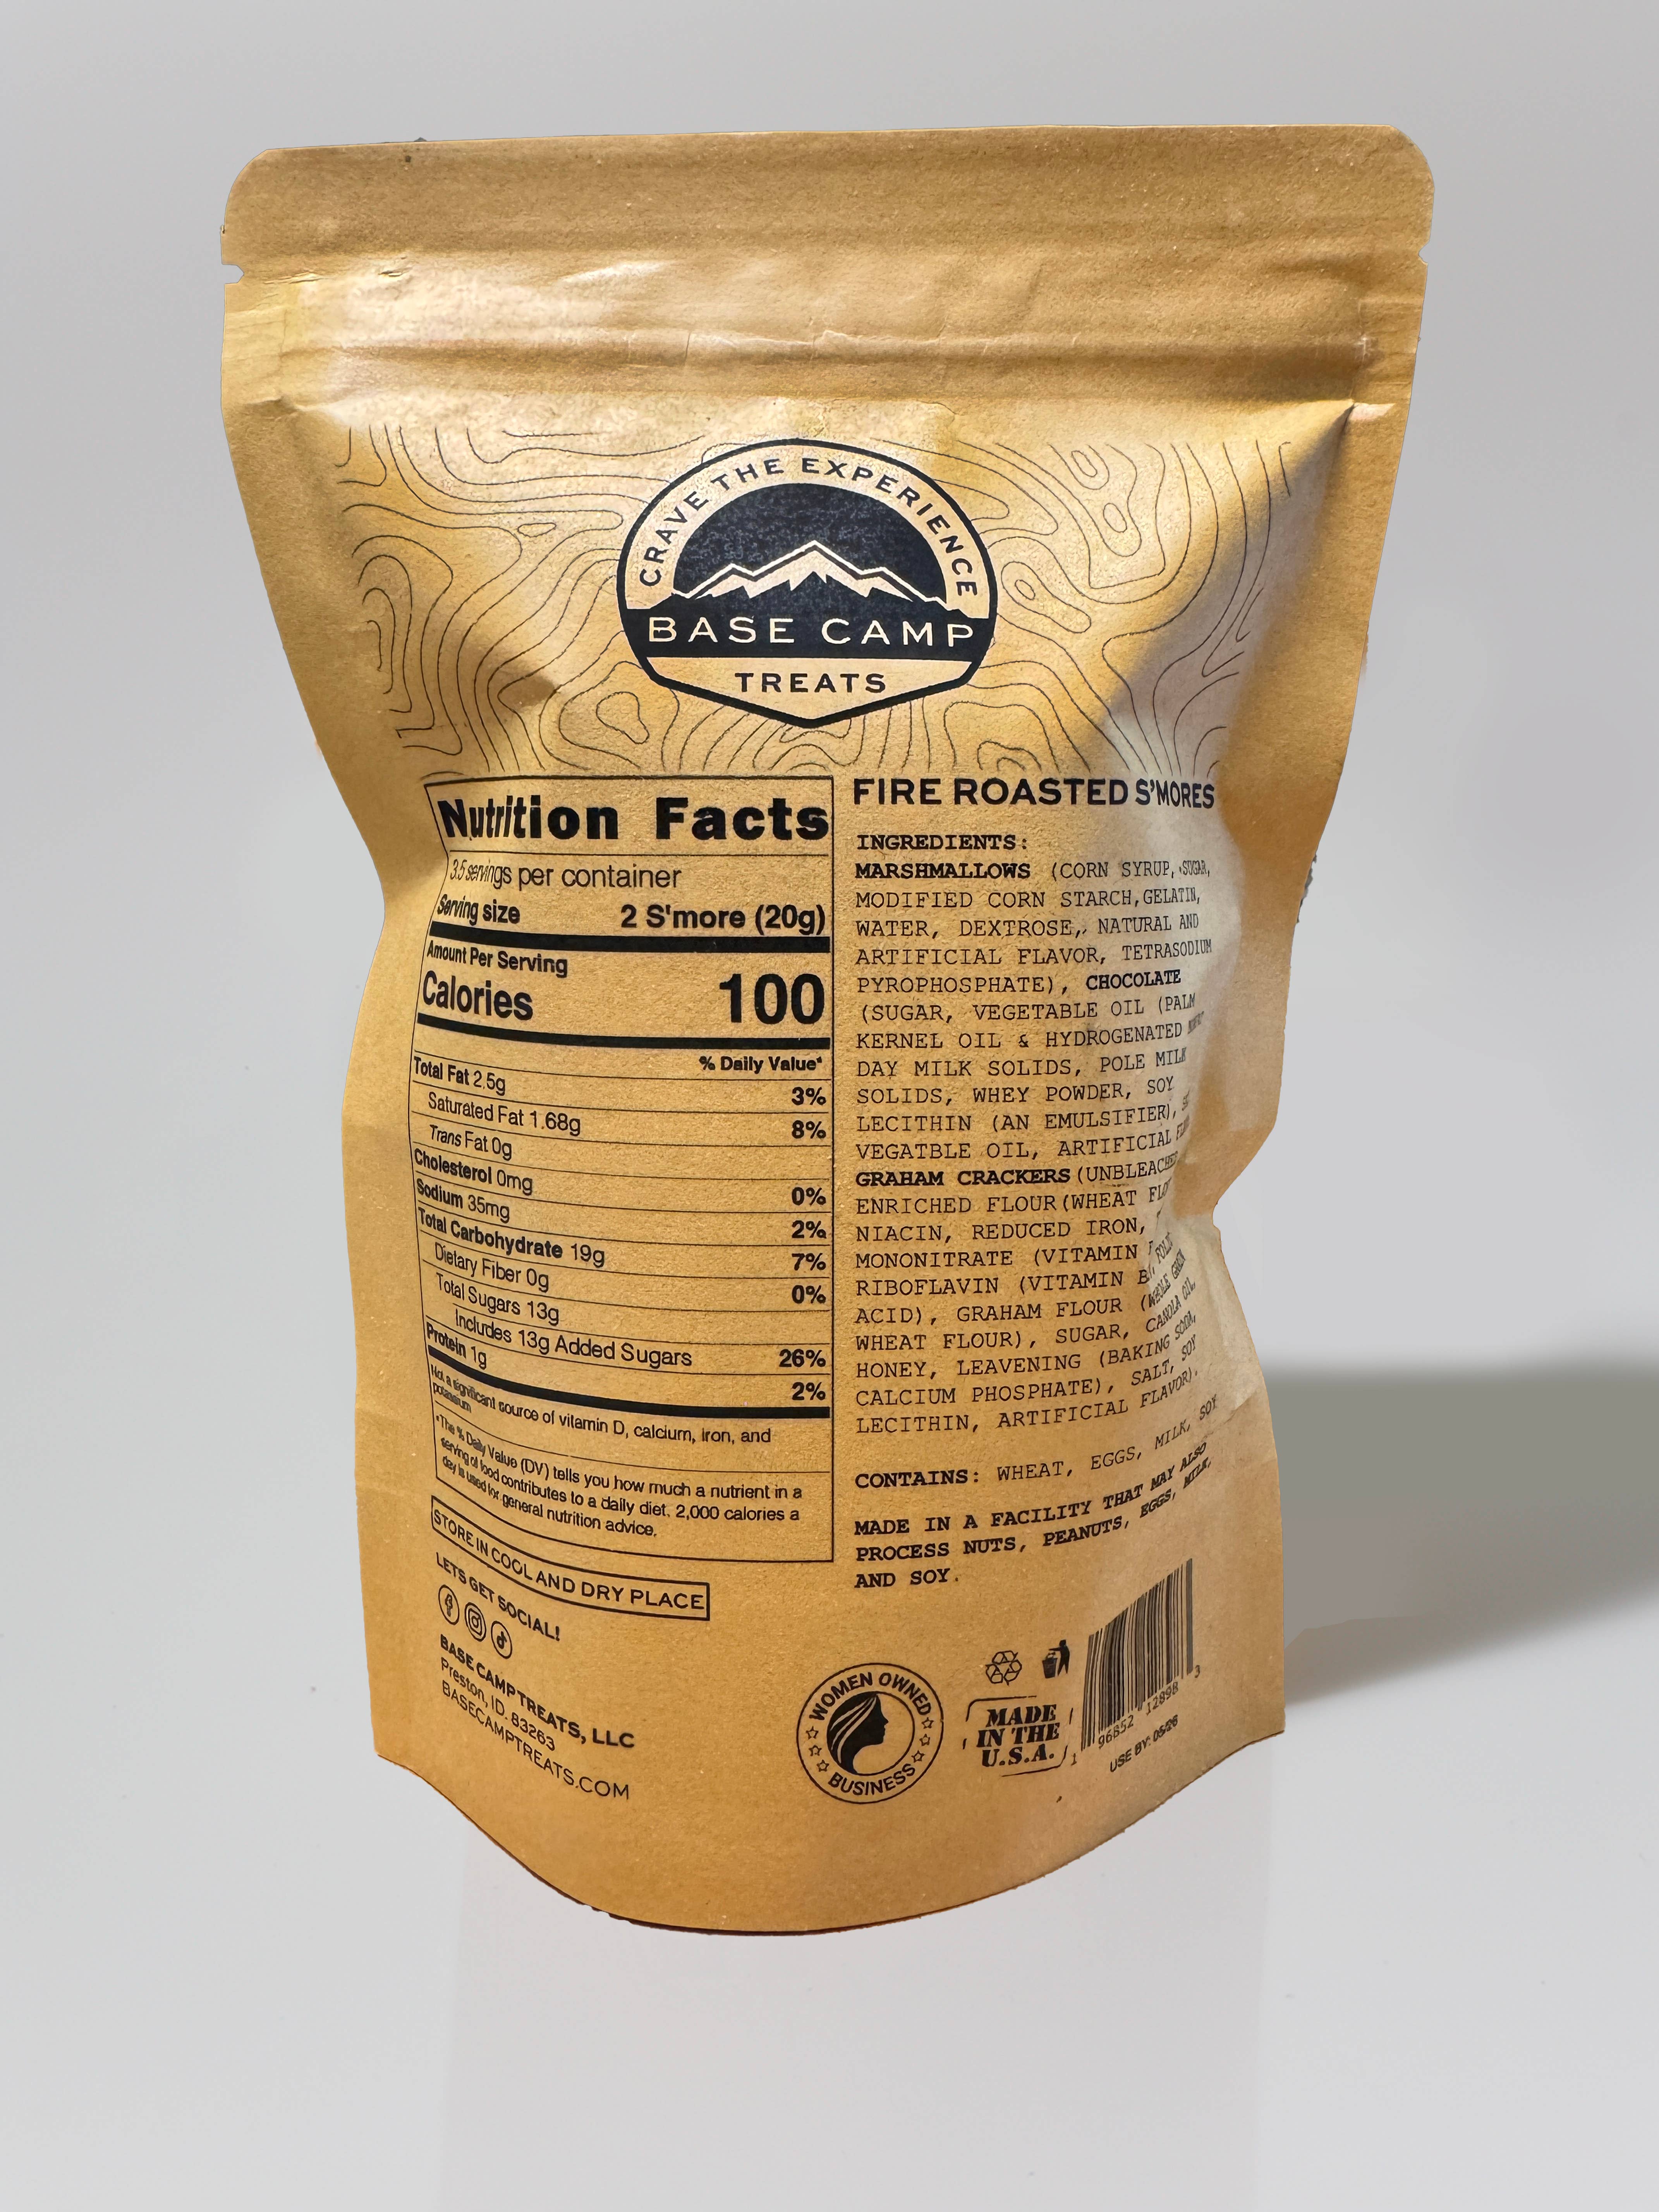 CRAVE THE EXPERIENCE
BASE CAMP
TREATS
Nutrition Facts
3.5 servings per container
Serving size 2 S'more (20g)
Amount Per Serving
Calories 100
% Daily Value*
Total Fat 2.5g 3%
Saturated Fat 1.68g 8%
Trans Fat 0g
Cholesterol 0mg 0%
Sodium 35mg 2%
Total Carbohydrate 19g 7%
Dietary Fiber 0g 0%
Total Sugars 13g
Includes 13g Added Sugars 26%
Protein 1g 2%
Not a significant source of vitamin D, calcium, iron, and
potassium
*The % Daily Value (DV) tells you how much a nutrient in a
serving of food contributes to a daily diet. 2,000 calories a
day is used for general nutrition advice.
STORE IN COOL AND DRY PLACE
LETS GET SOCIAL!
BASE CAMP TREATS, LLC
Preston, ID. 83263
BASECAMPTREATS.COM
FIRE ROASTED S'MORES
INGREDIENTS:
MARSHMALLOWS (CORN SYRUP, SUGAR,
MODIFIED CORN STARCH, GELATIN,
WATER, DEXTROSE,. NATURAL AND
ARTIFICIAL FLAVOR, TETRASODIUM
PYROPHOSPHATE), CHOCOLATE
(SUGAR, VEGETABLE OIL (PALM
KERNEL OIL & HYDROGENATED
DAY MILK SOLIDS, POLE MILK
SOLIDS, WHEY POWDER, SOY
LECITHIN (AN EMULSIFIER),
VEGATBLE OIL, ARTIFICIAL
GRAHAM CRACKERS (UNBLEACHED
ENRICHED FLOUR (WHEAT
NIACIN, REDUCED IRON,
MONONITRATE (VITAMIN
RIBOFLAVIN (VITAMIN FOLIC
ACID), GRAHAM FLOUR (WHOLE GRAIN
WHEAT FLOUR), SUGAR, CANOLA OIL,
HONEY, LEAVENING (BAKING SODA,
CALCIUM PHOSPHATE), SALT, SOY
LECITHIN, ARTIFICIAL FLAVOR).
CONTAINS: WHEAT, EGGS, MILK, SOY
MADE IN A FACILITY THAT MAY ALSO
PROCESS NUTS, PEANUTS, EGGS, MILK,
AND SOY.
WOMEN OWNED
BUSINESS
MADE
IN THE
U.S.A.
1 96852 12898 3
USE BY: 05/26